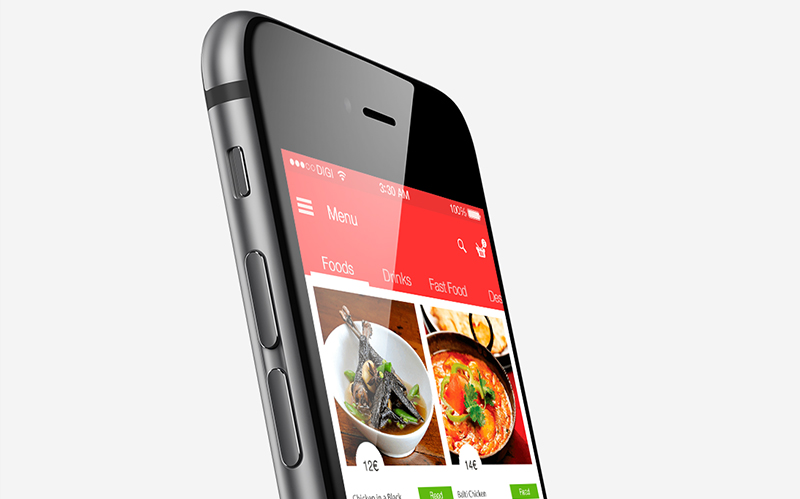 DIGI
3:30 AM
100%
Menu
Foods
Drinks
Fast Food
Des
12€
14€
Chicken in a Black
Read
Balti Chicken